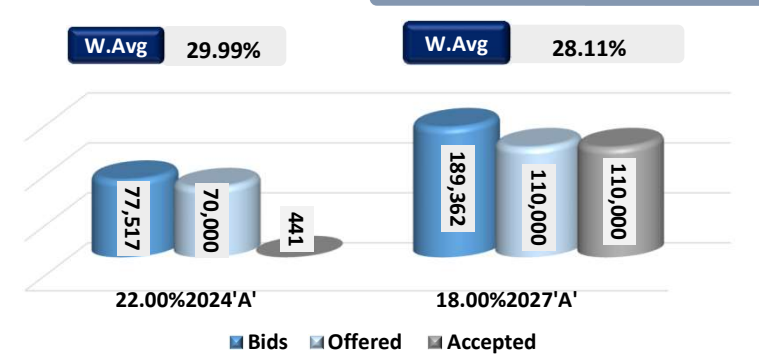 W.Avg 29.99%
W.Avg 28.11%
77,517
70,000
441
189,362
110,000
110,000
22.00%2024'A'
18.00%2027'A'
Bids Offered Accepted